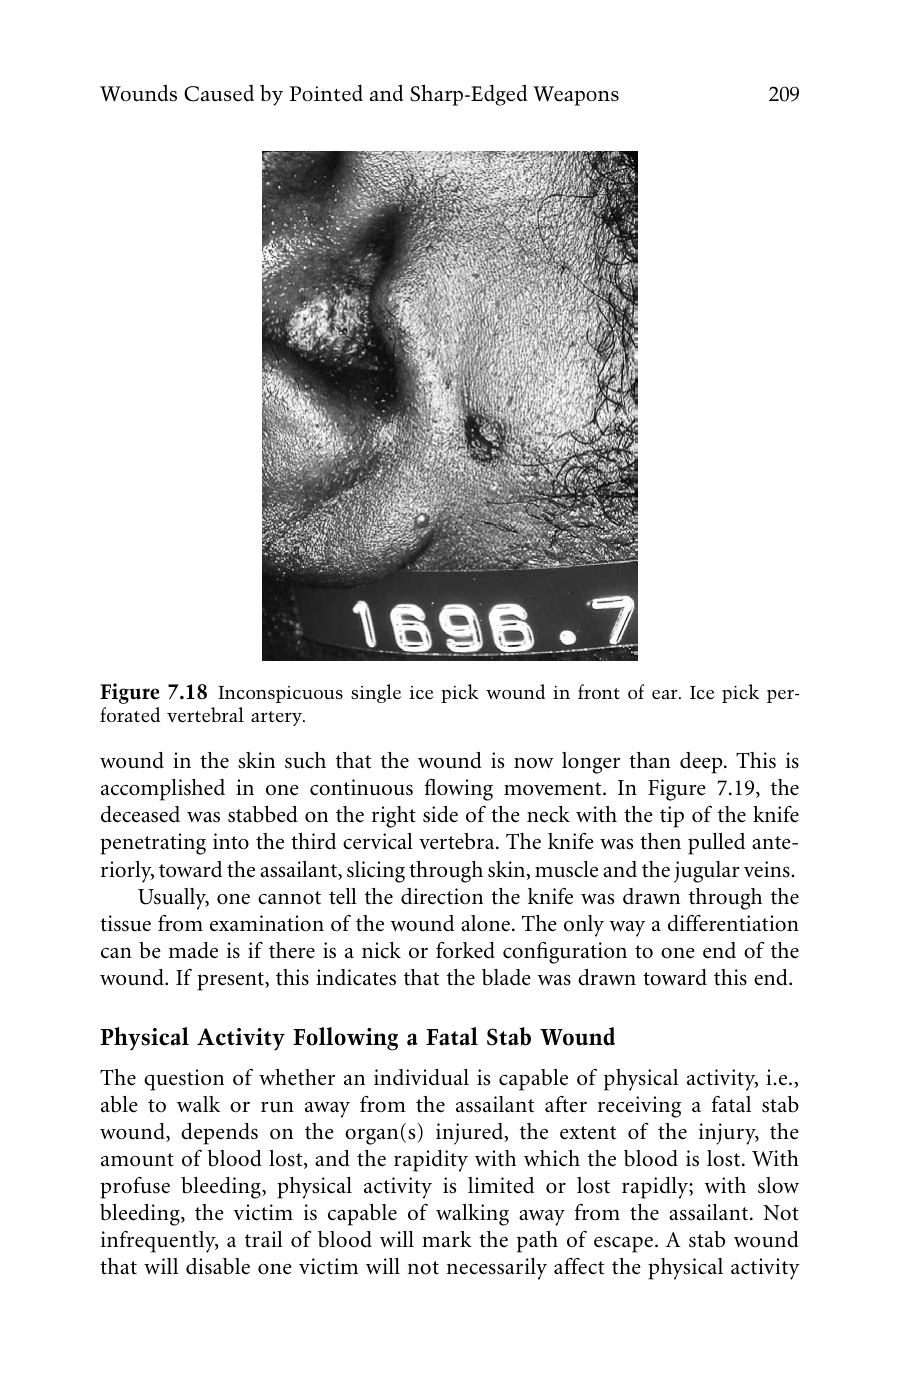 Wounds Caused by Pointed and Sharp-Edged Weapons 209
1696.7
Figure 7.18 Inconspicuous single ice pick wound in front of ear. Ice pick per-
forated vertebral artery.
wound in the skin such that the wound is now longer than deep. This is
accomplished in one continuous flowing movement. In Figure 7.19, the
deceased was stabbed on the right side of the neck with the tip of the knife
penetrating into the third cervical vertebra. The knife was then pulled ante-
riorly, toward the assailant, slicing through skin, muscle and the jugular veins.
Usually, one cannot tell the direction the knife was drawn through the
tissue from examination of the wound alone. The only way a differentiation
can be made is if there is a nick or forked configuration to one end of the
wound. If present, this indicates that the blade was drawn toward this end.
Physical Activity Following a Fatal Stab Wound
The question of whether an individual is capable of physical activity, i.e.,
able to walk or run away from the assailant after receiving a fatal stab
wound, depends on the organ(s) injured, the extent of the injury, the
amount of blood lost, and the rapidity with which the blood is lost. With
profuse bleeding, physical activity is limited or lost rapidly; with slow
bleeding, the victim is capable of walking away from the assailant. Not
infrequently, a trail of blood will mark the path of escape. A stab wound
that will disable one victim will not necessarily affect the physical activity